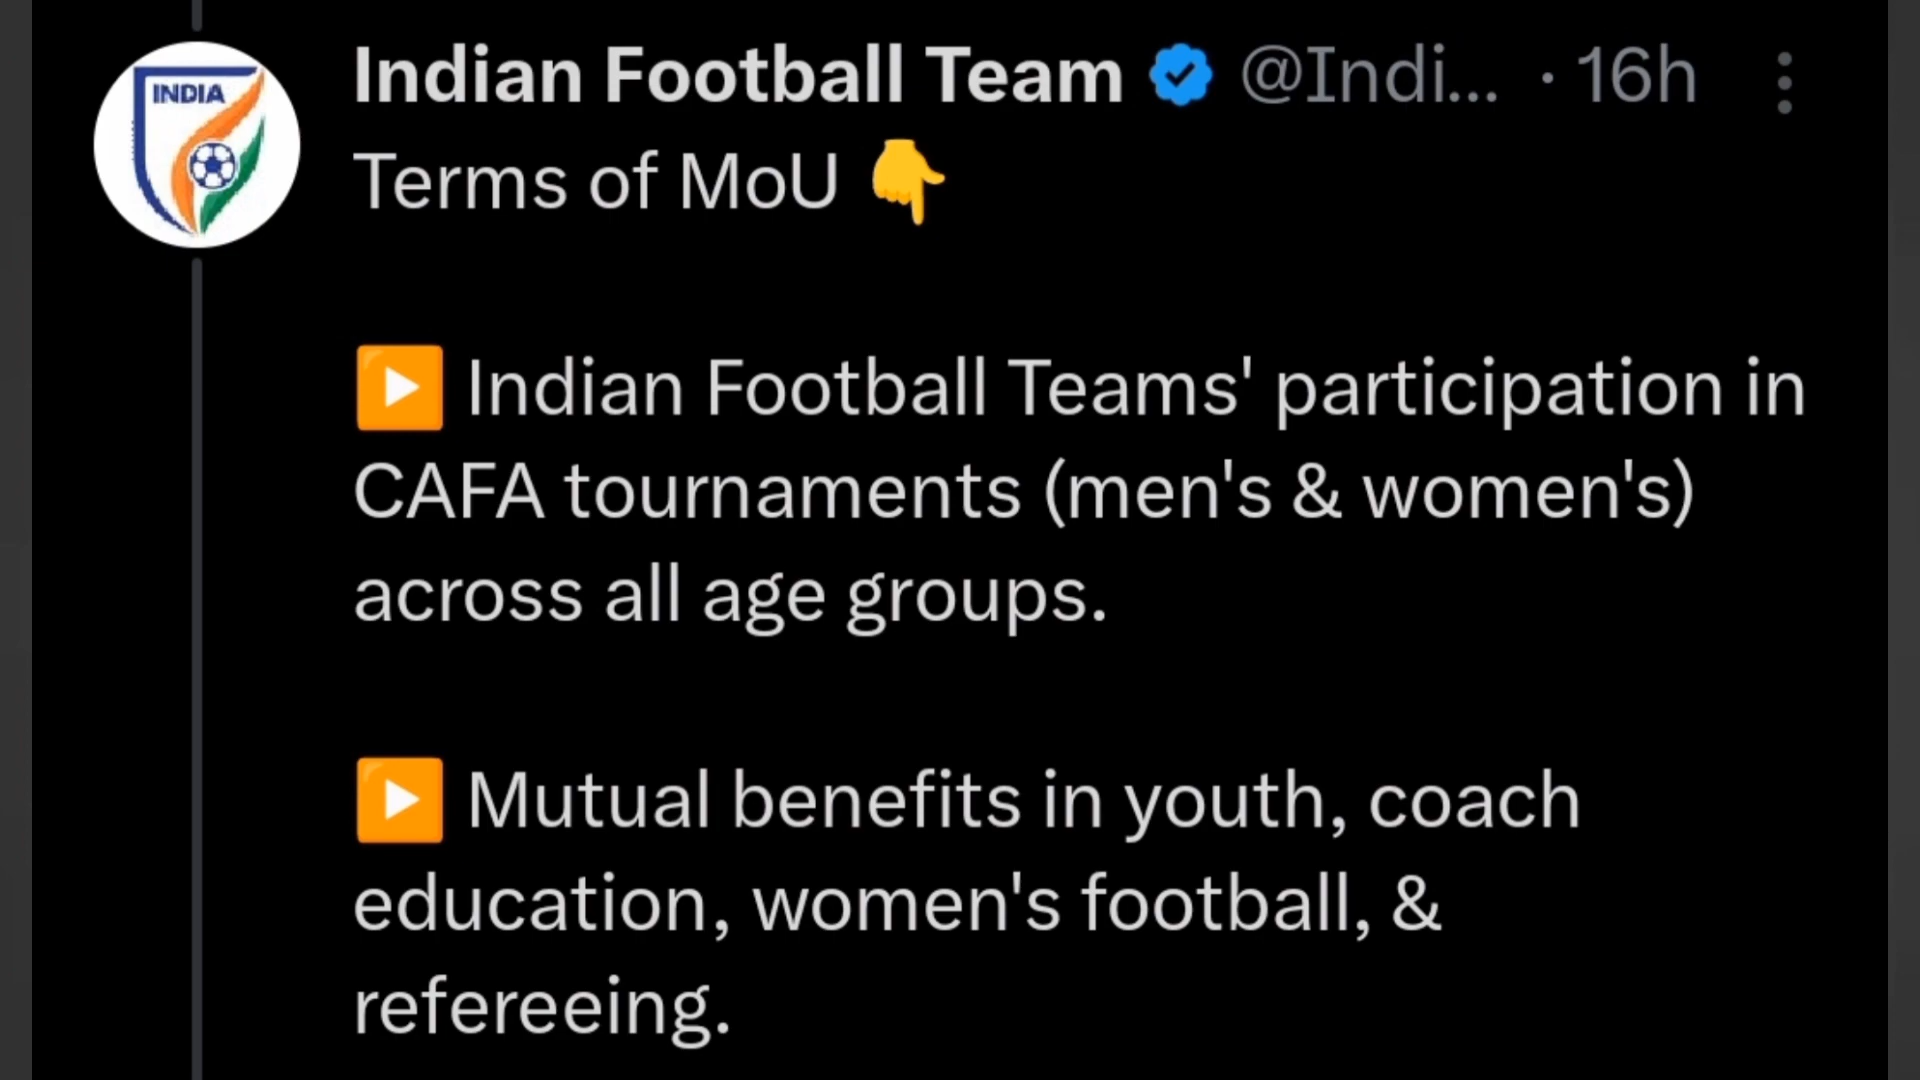 INDIA
Indian Football Team @Indi... · 16h
Terms of MoU 👇
▶️ Indian Football Teams' participation in
CAFA tournaments (men's & women's)
across all age groups.
▶️ Mutual benefits in youth, coach
education, women's football, &
refereeing.